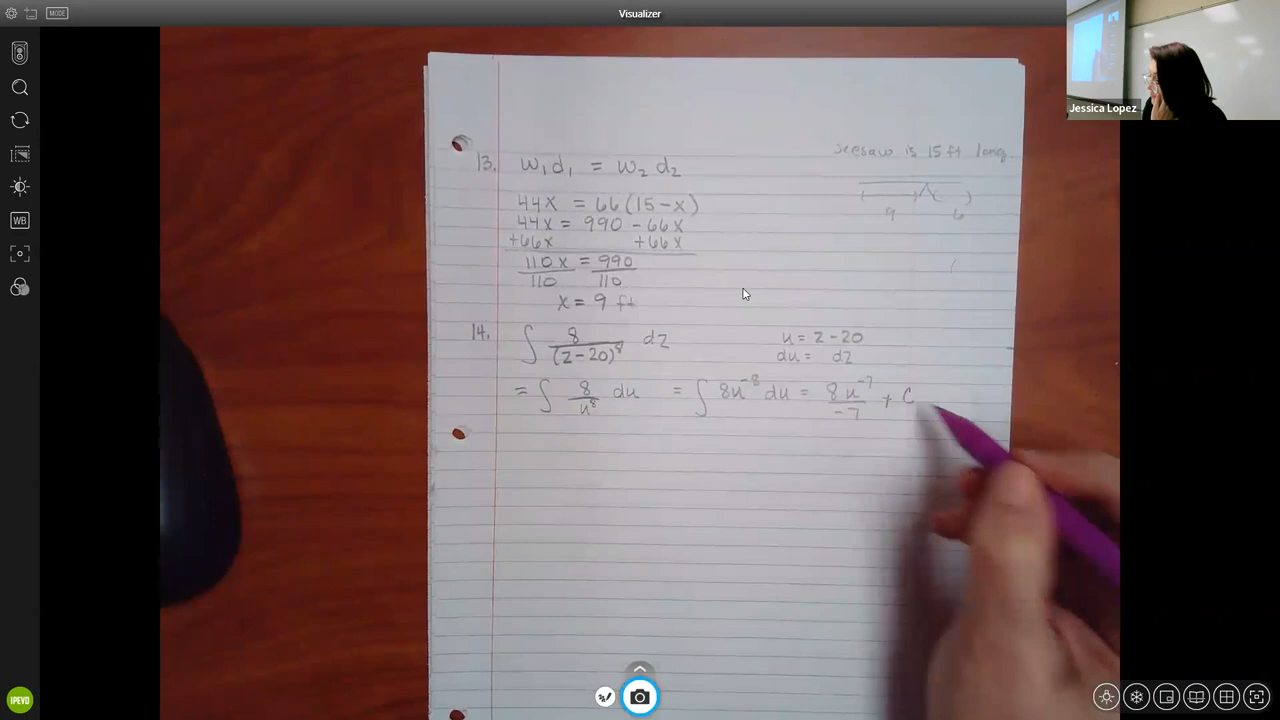 MODE
Visualizer
Jessica Lopez
seesaw is 15 ft long
13. w₁d₁ = w₂d₂
9 6
44x = 66(15-x)
44x = 990 - 66x
+66x +66x
110x = 990
110 110
x = 9 ft
14. ∫ 8/(z-20)⁸ dz
u = z-20
du = dz
= ∫ 8/u⁸ du = ∫ 8u⁻⁸ du = 8u⁻⁷/-7 + C
WB
IPEVO